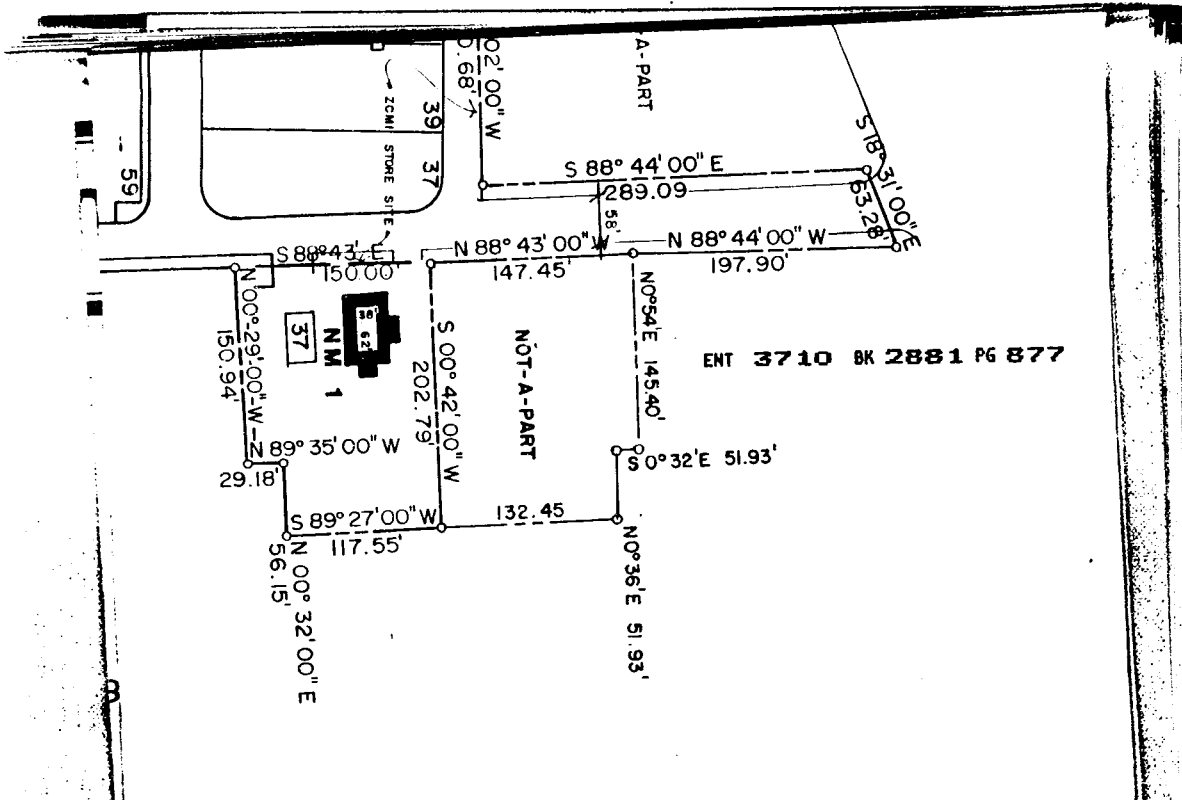 02' 00" W
68'
A-PART
ZCMI STORE SITE
39
37
59
S 88° 44' 00" E
289.09
S 18° 31' 00" E
63.28'
58'
S 88° 43' E
150.00'
N 88° 43' 00" W
147.45'
N 88° 44' 00" W
197.90'
N 00°-29'-00"-W
150.94'
37
NM 1
38'
62'
S 00° 42' 00" W
202.79'
NOT-A-PART
N0°54'E 145.40'
ENT 3710 BK 2881 PG 877
N 89° 35' 00" W
29.18'
S 0°32'E 51.93'
S 89° 27' 00" W
117.55'
132.45
N 00° 32' 00" E
56.15'
N0°36'E 51.93'